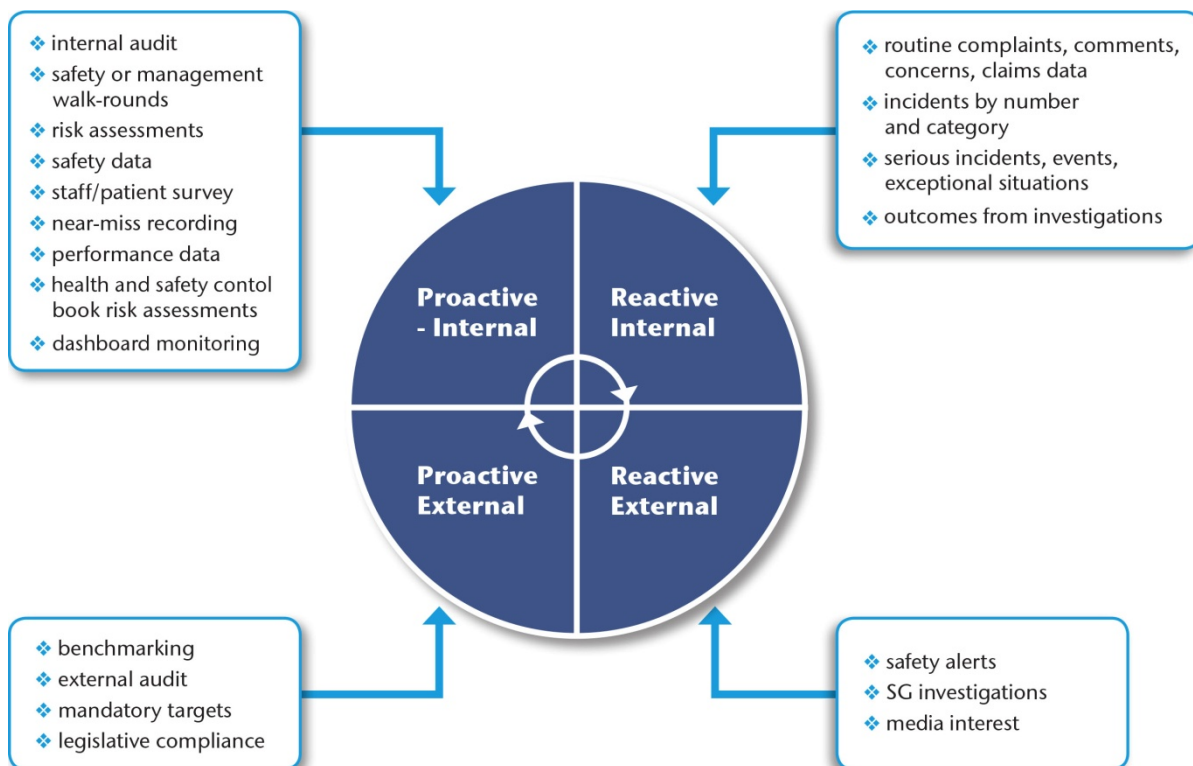 ❖ internal audit
❖ safety or management
walk-rounds
❖ risk assessments
❖ safety data
❖ staff/patient survey
❖ near-miss recording
❖ performance data
❖ health and safety contol
book risk assessments
❖ dashboard monitoring
❖ routine complaints, comments,
concerns, claims data
❖ incidents by number
and category
❖ serious incidents, events,
exceptional situations
❖ outcomes from investigations
Proactive
- Internal
Reactive
Internal
Proactive
External
Reactive
External
❖ benchmarking
❖ external audit
❖ mandatory targets
❖ legislative compliance
❖ safety alerts
❖ SG investigations
❖ media interest